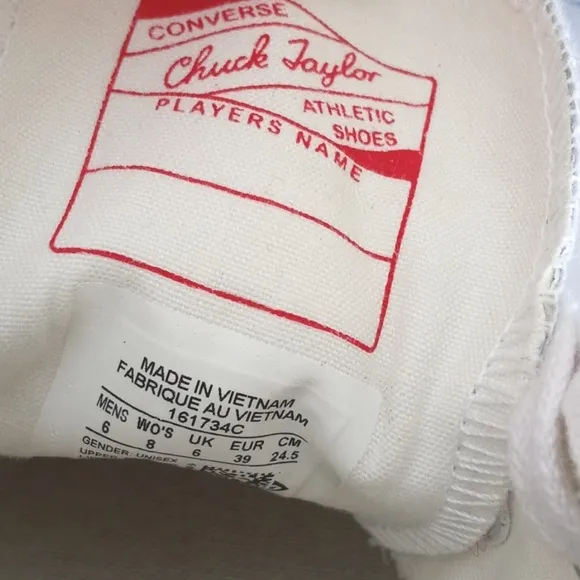 CONVERSE
Chuck Taylor
ATHLETIC
SHOES
PLAYERS NAME
MADE IN VIETNAM
FABRIQUE AU VIETNAM
161734C
MENS WO'S UK EUR CM
6 8 6 39 24.5
GENDER: UNISEX